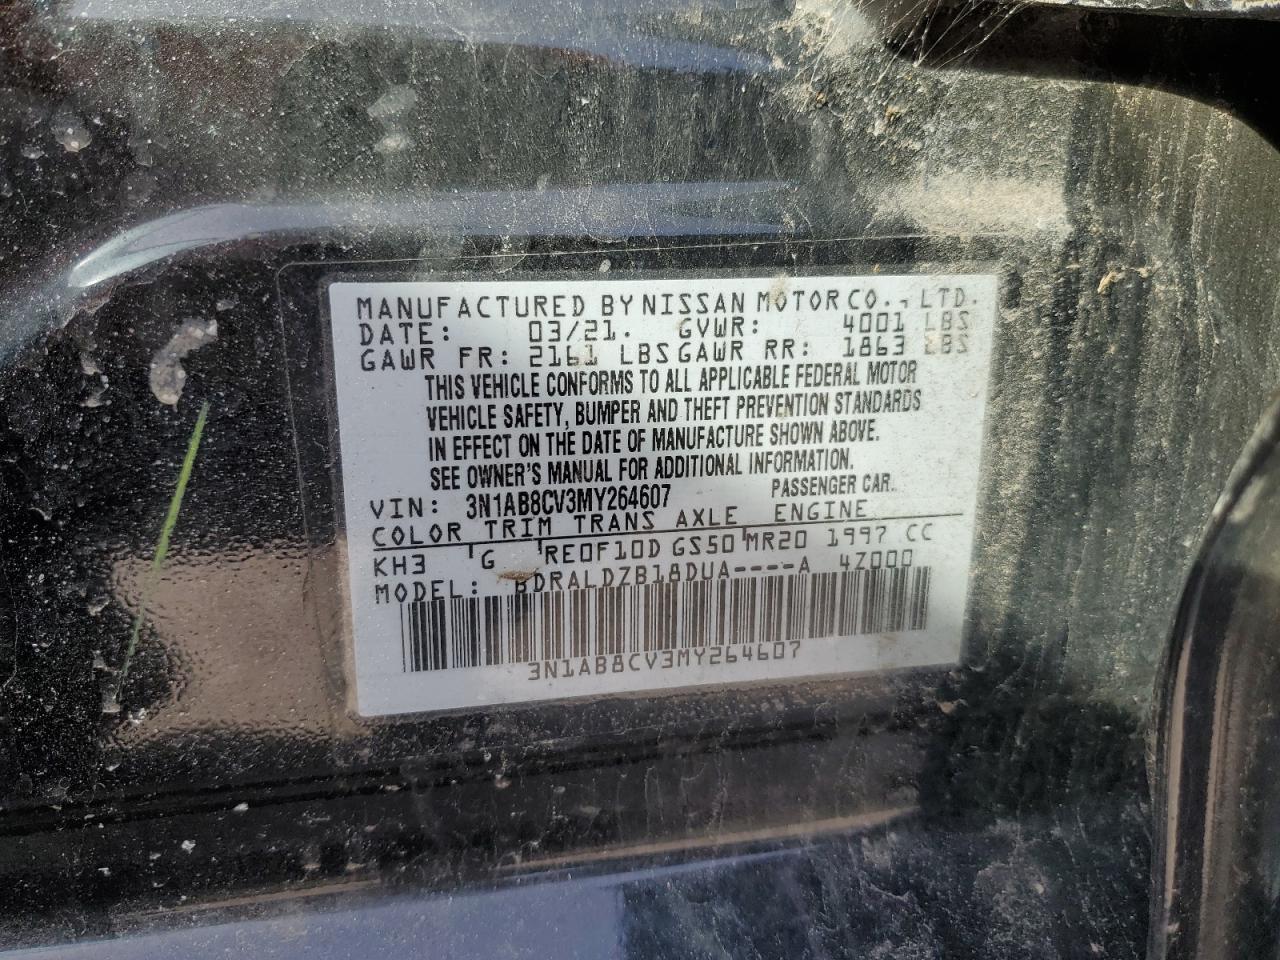 MANUFACTURED BY NISSAN MOTOR CO., LTD.
DATE: 03/21. GVWR: 4001 LBS
GAWR FR: 2161 LBS GAWR RR: 1863 LBS
THIS VEHICLE CONFORMS TO ALL APPLICABLE FEDERAL MOTOR
VEHICLE SAFETY, BUMPER AND THEFT PREVENTION STANDARDS
IN EFFECT ON THE DATE OF MANUFACTURE SHOWN ABOVE.
SEE OWNER'S MANUAL FOR ADDITIONAL INFORMATION.
VIN: 3N1AB8CV3MY264607 PASSENGER CAR.
COLOR TRIM TRANS AXLE ENGINE
KH3 G RE0F10D GS50 MR20 1997 CC
MODEL: BDRALDZB18DUA----A 4Z000
3N1AB8CV3MY264607